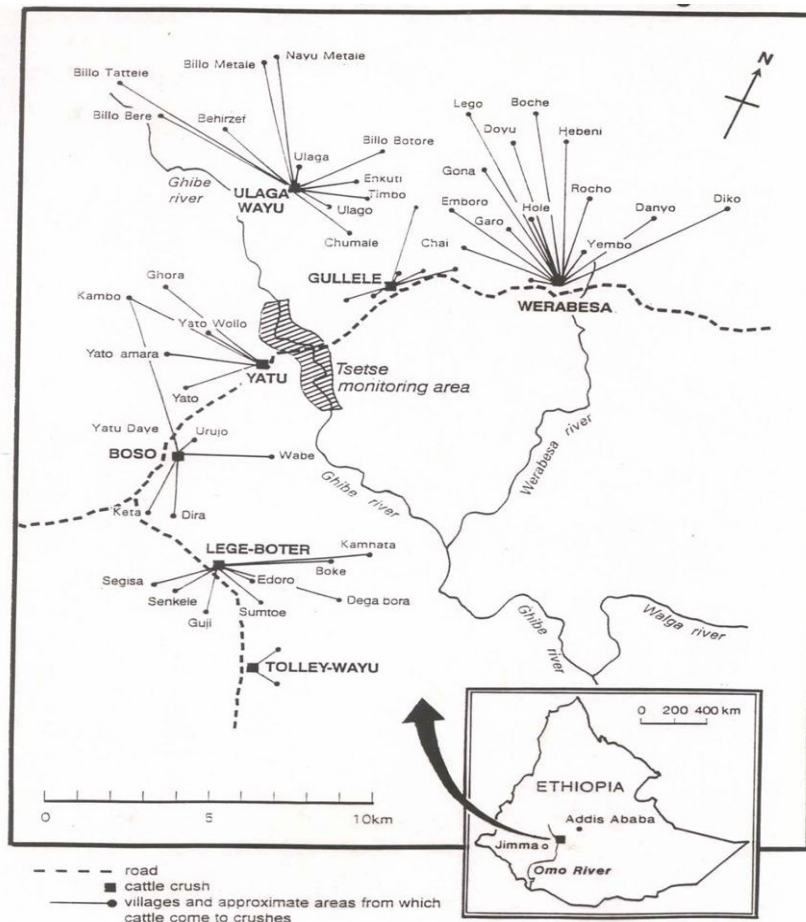 N
Nayu Metale
Billo Metale
Billo Tatteie
Billo Bere
Behirzef
Billo Botore
Ulaga
Enkuti
Timbo
Ulago
Chumale
ULAGA
WAYU
Ghibe
river
Lego
Boche
Doyu
Hebeni
Gona
Rocho
Emboro
Hole
Garo
Danyo
Diko
Yembo
Chai
GULLELE
WERABESA
Ghora
Kambo
Yato Wollo
Yato amara
YATU
Yato
Tsetse
monitoring area
Yatu Daye
Urujo
BOSO
Wabe
Keta
Dira
Ghibe river
Werabesa river
LEGE-BOTER
Kamnata
Boke
Segisa
Edoro
Senkele
Dega bora
Sumtoe
Guji
Ghibe
river
Walga river
TOLLEY-WAYU
0 5 10km
0 200 400 km
ETHIOPIA
Addis Ababa
Jimma
Omo River
road
cattle crush
villages and approximate areas from which
cattle come to crushes